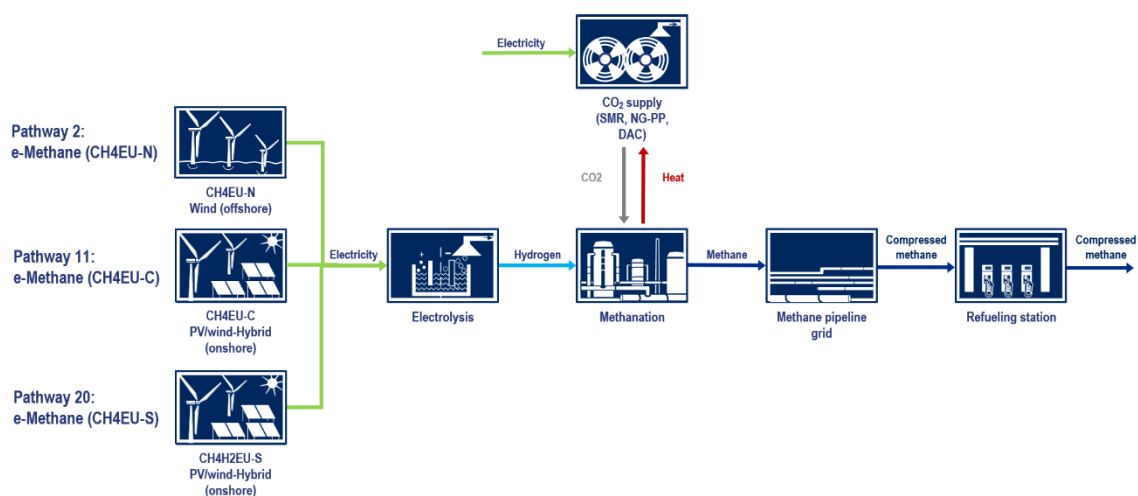 Electricity
CO2 supply
(SMR, NG-PP,
DAC)
Pathway 2:
e-Methane (CH4EU-N)
CH4EU-N
Wind (offshore)
CO2
Heat
Pathway 11:
e-Methane (CH4EU-C)
CH4EU-C
PV/wind-Hybrid
(onshore)
Electricity
Electrolysis
Hydrogen
Methanation
Methane
Methane pipeline
grid
Compressed
methane
Refueling station
Compressed
methane
Pathway 20:
e-Methane (CH4EU-S)
CH4H2EU-S
PV/wind-Hybrid
(onshore)